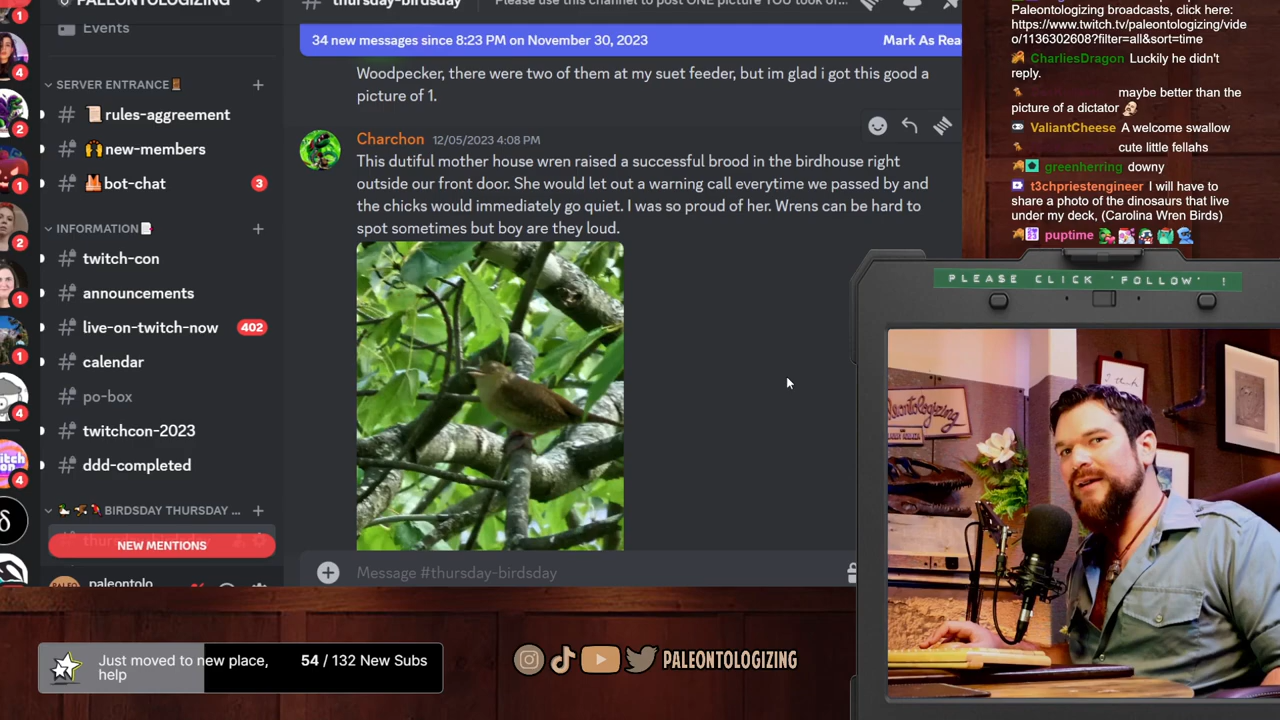 PALEONTOLOGIZING
Events
SERVER ENTRANCE
rules-aggreement
new-members
bot-chat
3
INFORMATION
twitch-con
announcements
live-on-twitch-now
402
calendar
po-box
twitchcon-2023
ddd-completed
BIRDSDAY THURSDAY ...
NEW MENTIONS
paleontolo
4
2
1
2
1
1
4
4
thursday-birdsday
Please use this channel to post ONE picture YOU took of...
34 new messages since 8:23 PM on November 30, 2023
Mark As Rea
Woodpecker, there were two of them at my suet feeder, but im glad i got this good a
picture of 1.
Charchon 12/05/2023 4:08 PM
This dutiful mother house wren raised a successful brood in the birdhouse right
outside our front door. She would let out a warning call everytime we passed by and
the chicks would immediately go quiet. I was so proud of her. Wrens can be hard to
spot sometimes but boy are they loud.
Message #thursday-birdsday
Paleontologizing broadcasts, click here:
https://www.twitch.tv/paleontologizing/vide
o/1136302608?filter=all&sort=time
CharliesDragon Luckily he didn't
reply.
maybe better than the
picture of a dictator
ValiantCheese A welcome swallow
cute little fellahs
greenherring downy
t3chpriestengineer I will have to
share a photo of the dinosaurs that live
under my deck, (Carolina Wren Birds)
puptime
PLEASE CLICK 'FOLLOW' !
Just moved to new place,
help
54 / 132 New Subs
PALEONTOLOGIZING